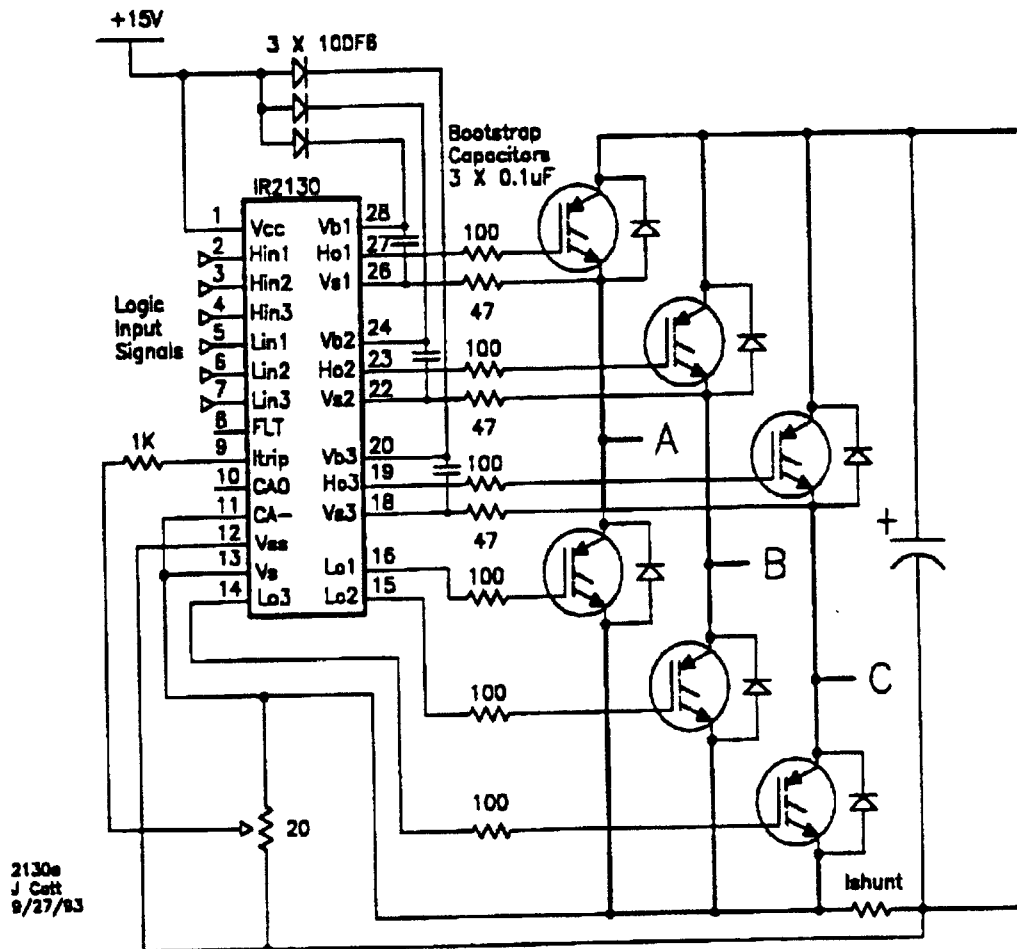 +15V
3 X 10DF6
Bootstrap
Capacitors
3 X 0.1uF
IR2130
1 Vcc Vb1 28
2 Hin1 Ho1 27
3 Hin2 Vs1 26
4 Hin3
5 Lin1 Vb2 24
6 Lin2 Ho2 23
7 Lin3 Vs2 22
8 FLT
9 Itrip Vb3 20
10 CAO Ho3 19
11 CA- Vs3 18
12 Vss
13 Vs Lo1 16
14 Lo3 Lo2 15
Logic
Input
Signals
1K
100
47
100
47
100
47
100
100
100
A
B
C
+
20
Ishunt
2130e
J Catt
9/27/93